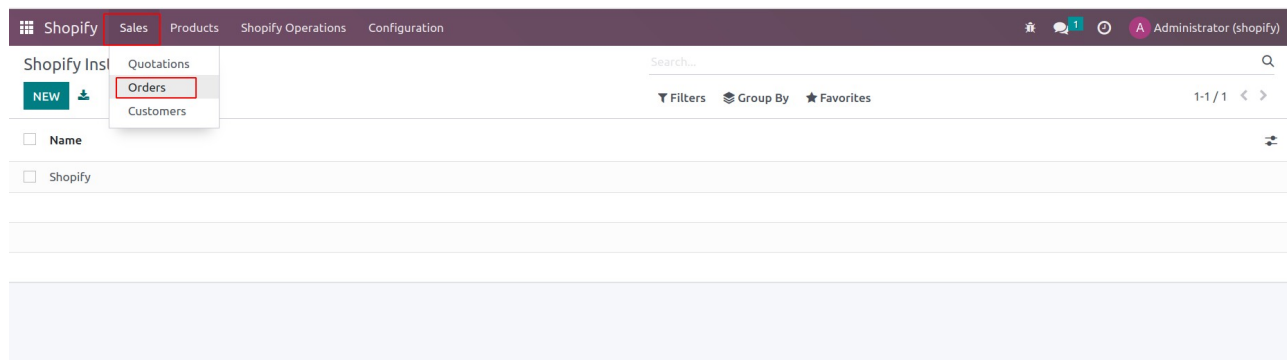 Shopify Sales Products Shopify Operations Configuration 1 A Administrator (shopify)
Shopify Inst
Quotations
Orders
Customers
Search...
NEW
Filters Group By Favorites 1-1 / 1
Name
Shopify